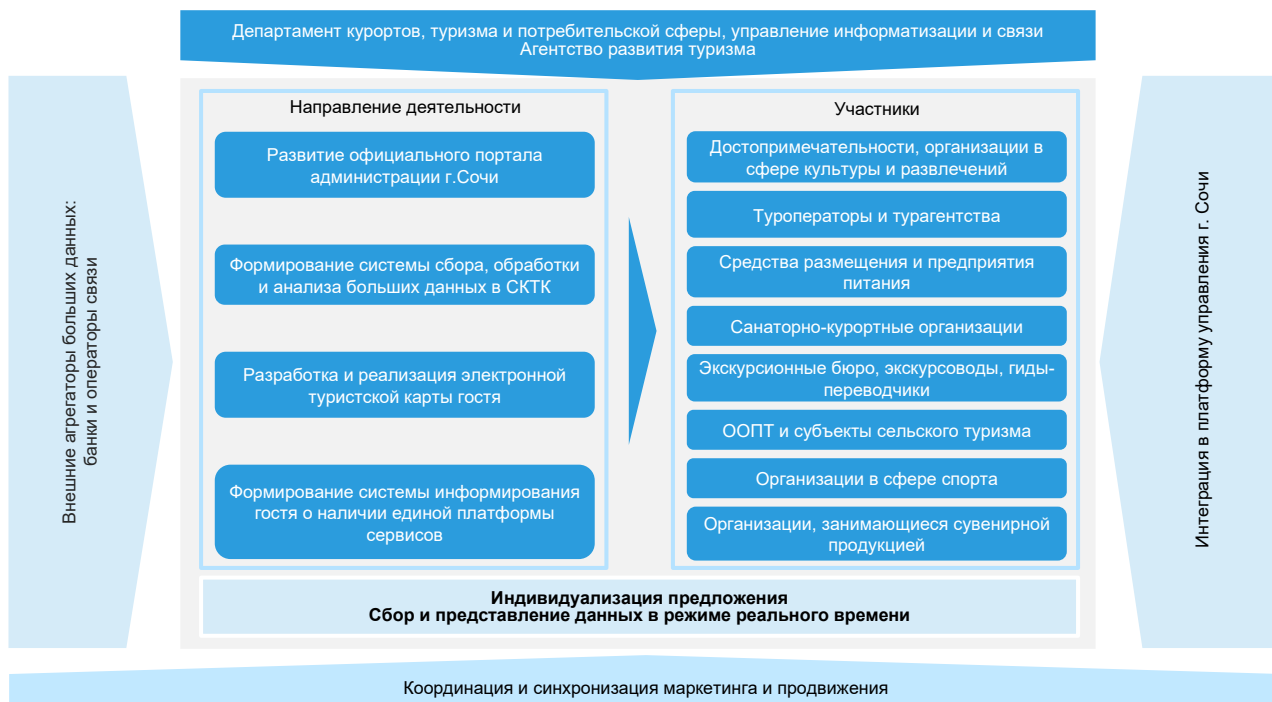 Департамент курортов, туризма и потребительской сферы, управление информатизации и связи
Агентство развития туризма
Внешние агрегаторы больших данных:
банки и операторы связи
Направление деятельности
Развитие официального портала
администрации г.Сочи
Формирование системы сбора, обработки
и анализа больших данных в СКТК
Разработка и реализация электронной
туристской карты гостя
Формирование системы информирования
гостя о наличии единой платформы
сервисов
Участники
Достопримечательности, организации в
сфере культуры и развлечений
Туроператоры и турагентства
Средства размещения и предприятия
питания
Санаторно-курортные организации
Экскурсионные бюро, экскурсоводы, гиды-
переводчики
ООПТ и субъекты сельского туризма
Организации в сфере спорта
Организации, занимающиеся сувенирной
продукцией
Интеграция в платформу управления г. Сочи
Индивидуализация предложения
Сбор и представление данных в режиме реального времени
Координация и синхронизация маркетинга и продвижения